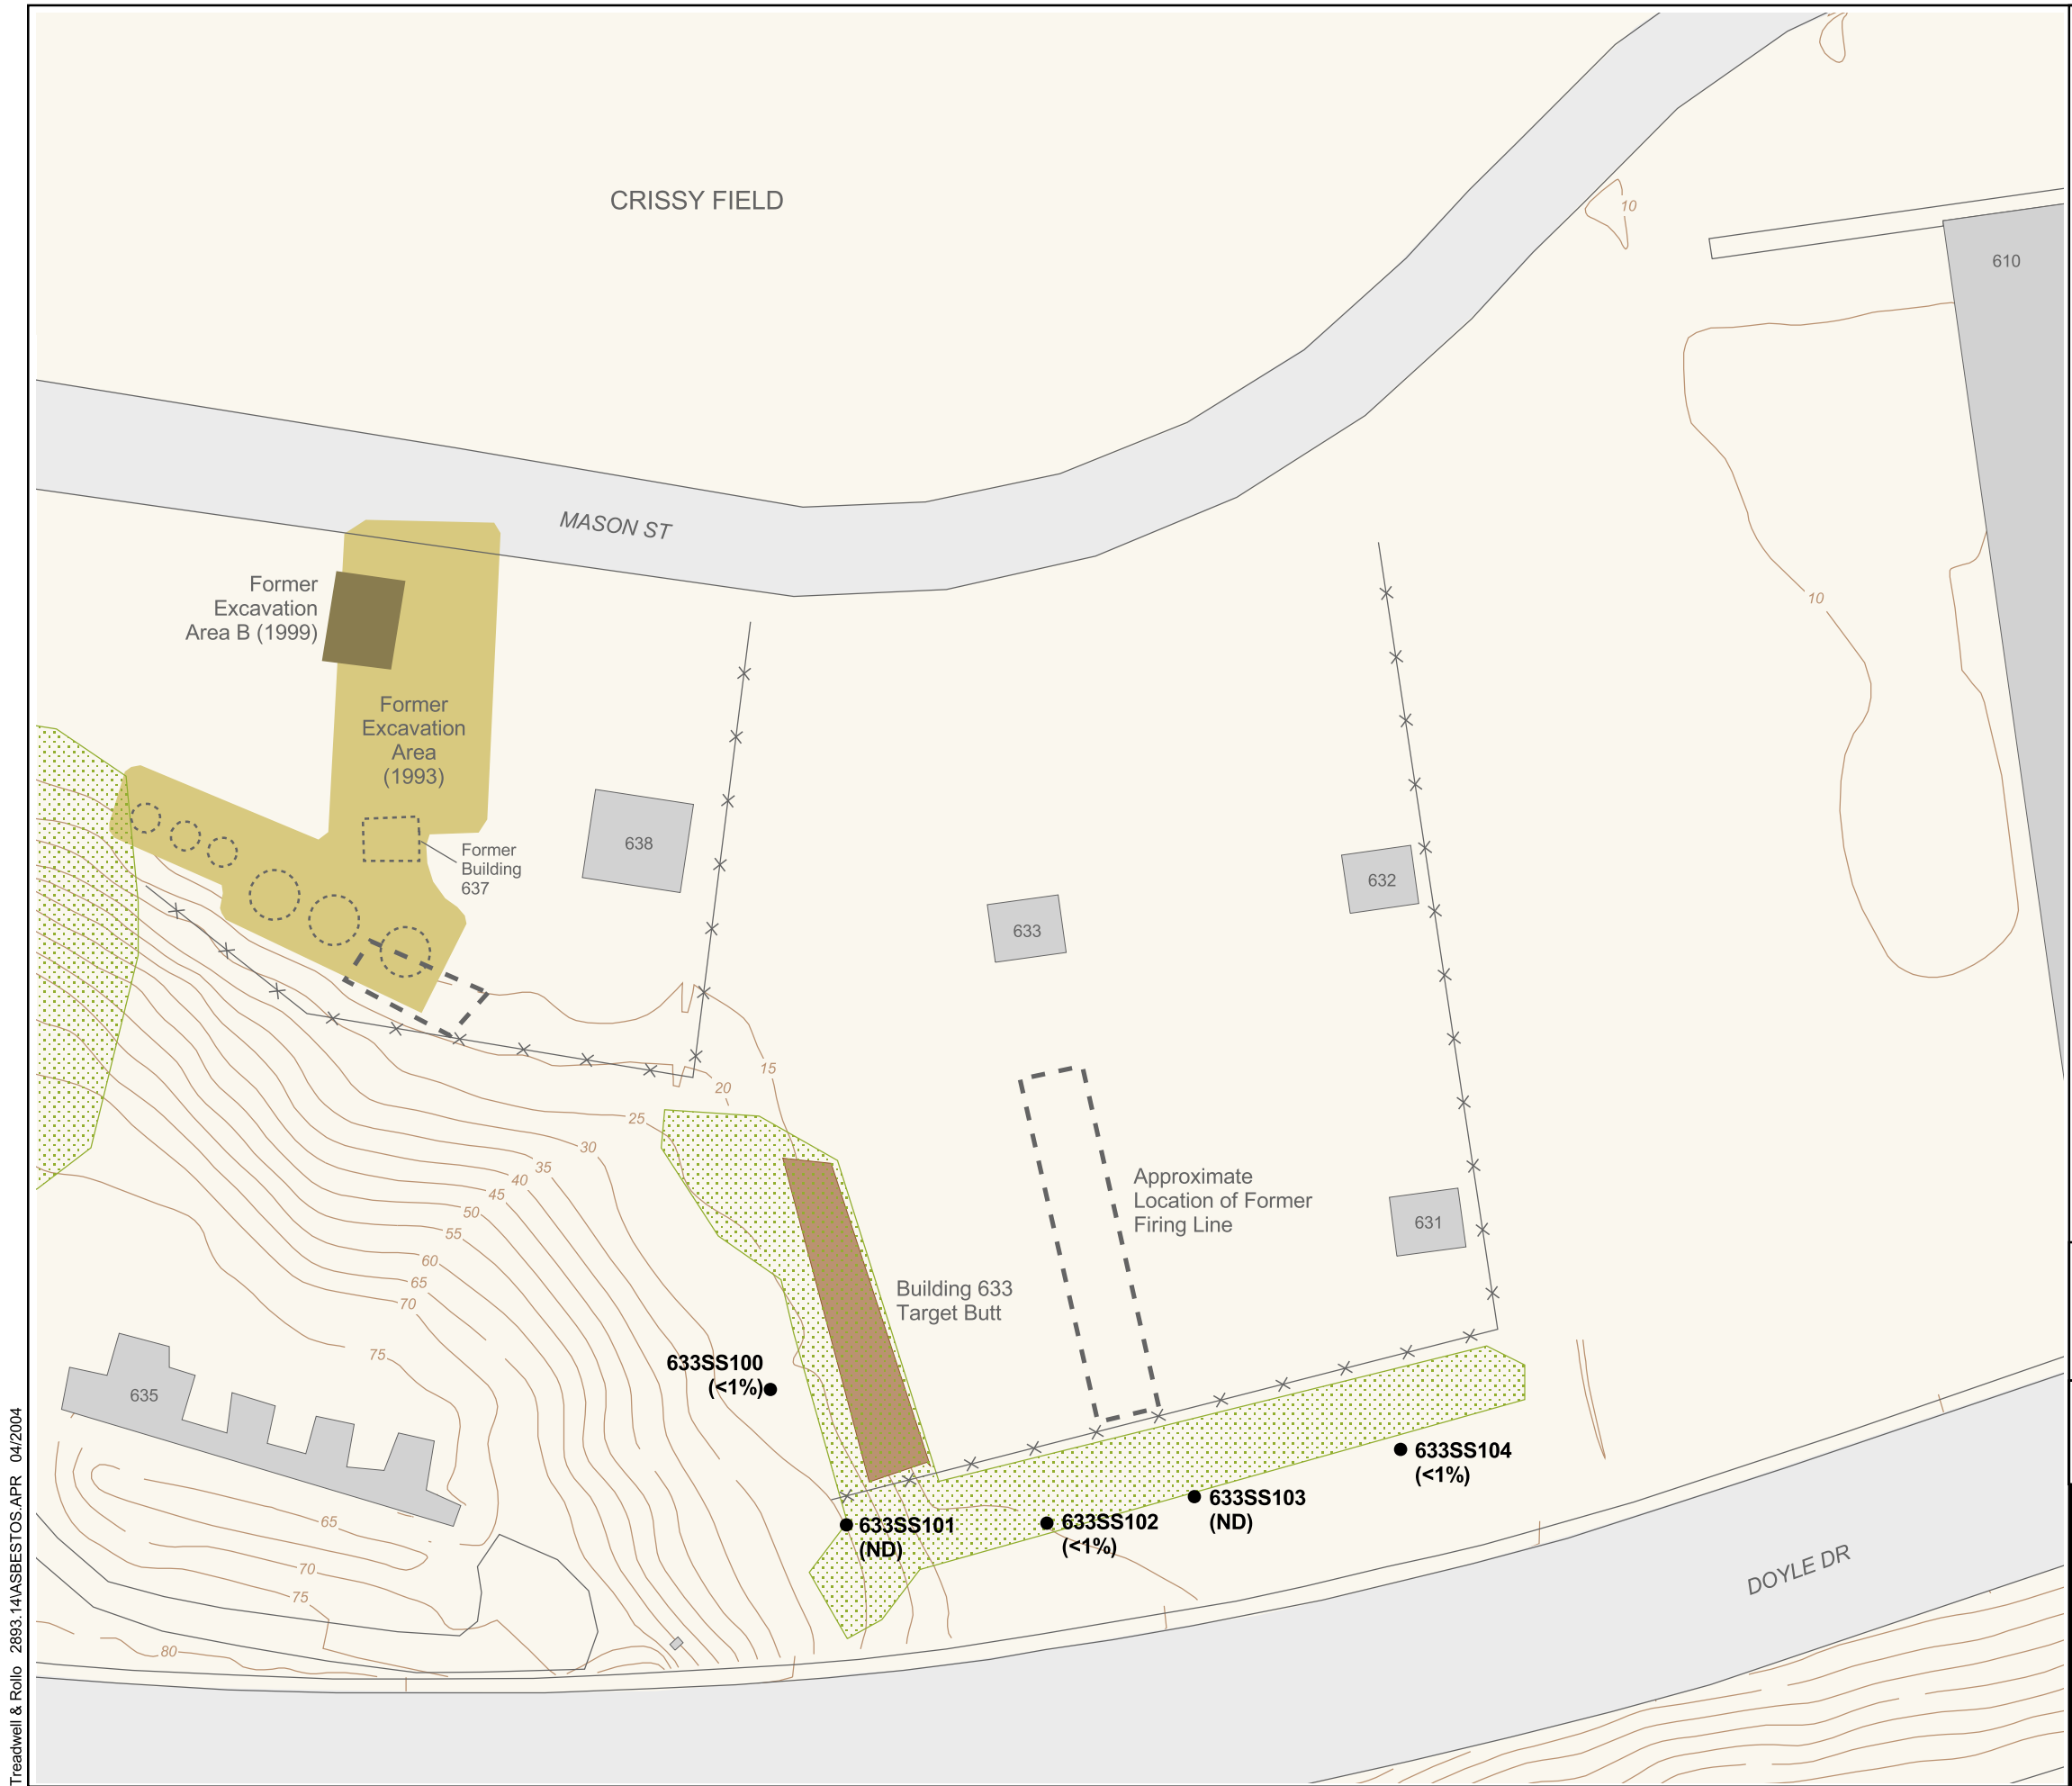 CRISSY FIELD
10
610
MASON ST
Former
Excavation
Area B (1999)
10
Former
Excavation
Area
(1993)
638
Former
Building
637
632
633
15
20
25
30
35
40
45
50
55
60
65
70
75
Approximate
Location of Former
Firing Line
631
Building 633
Target Butt
633SS100
(<1%)
635
633SS104
(<1%)
633SS103
(ND)
633SS102
(<1%)
633SS101
(ND)
65
70
75
80
DOYLE DR
Treadwell & Rollo 2893.14\ASBESTOS.APR 04/2004